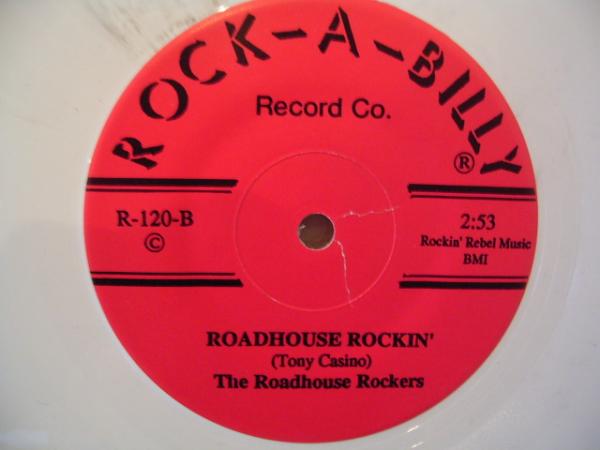 ROCK-A-BILLY
®
Record Co.
R-120-B
©
2:53
Rockin' Rebel Music
BMI
ROADHOUSE ROCKIN'
(Tony Casino)
The Roadhouse Rockers